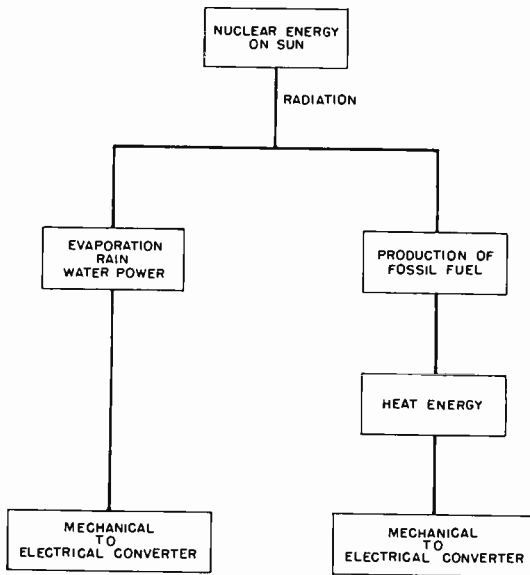 NUCLEAR ENERGY
ON SUN
RADIATION
EVAPORATION
RAIN
WATER POWER
PRODUCTION OF
FOSSIL FUEL
HEAT ENERGY
MECHANICAL
TO
ELECTRICAL CONVERTER
MECHANICAL
TO
ELECTRICAL CONVERTER